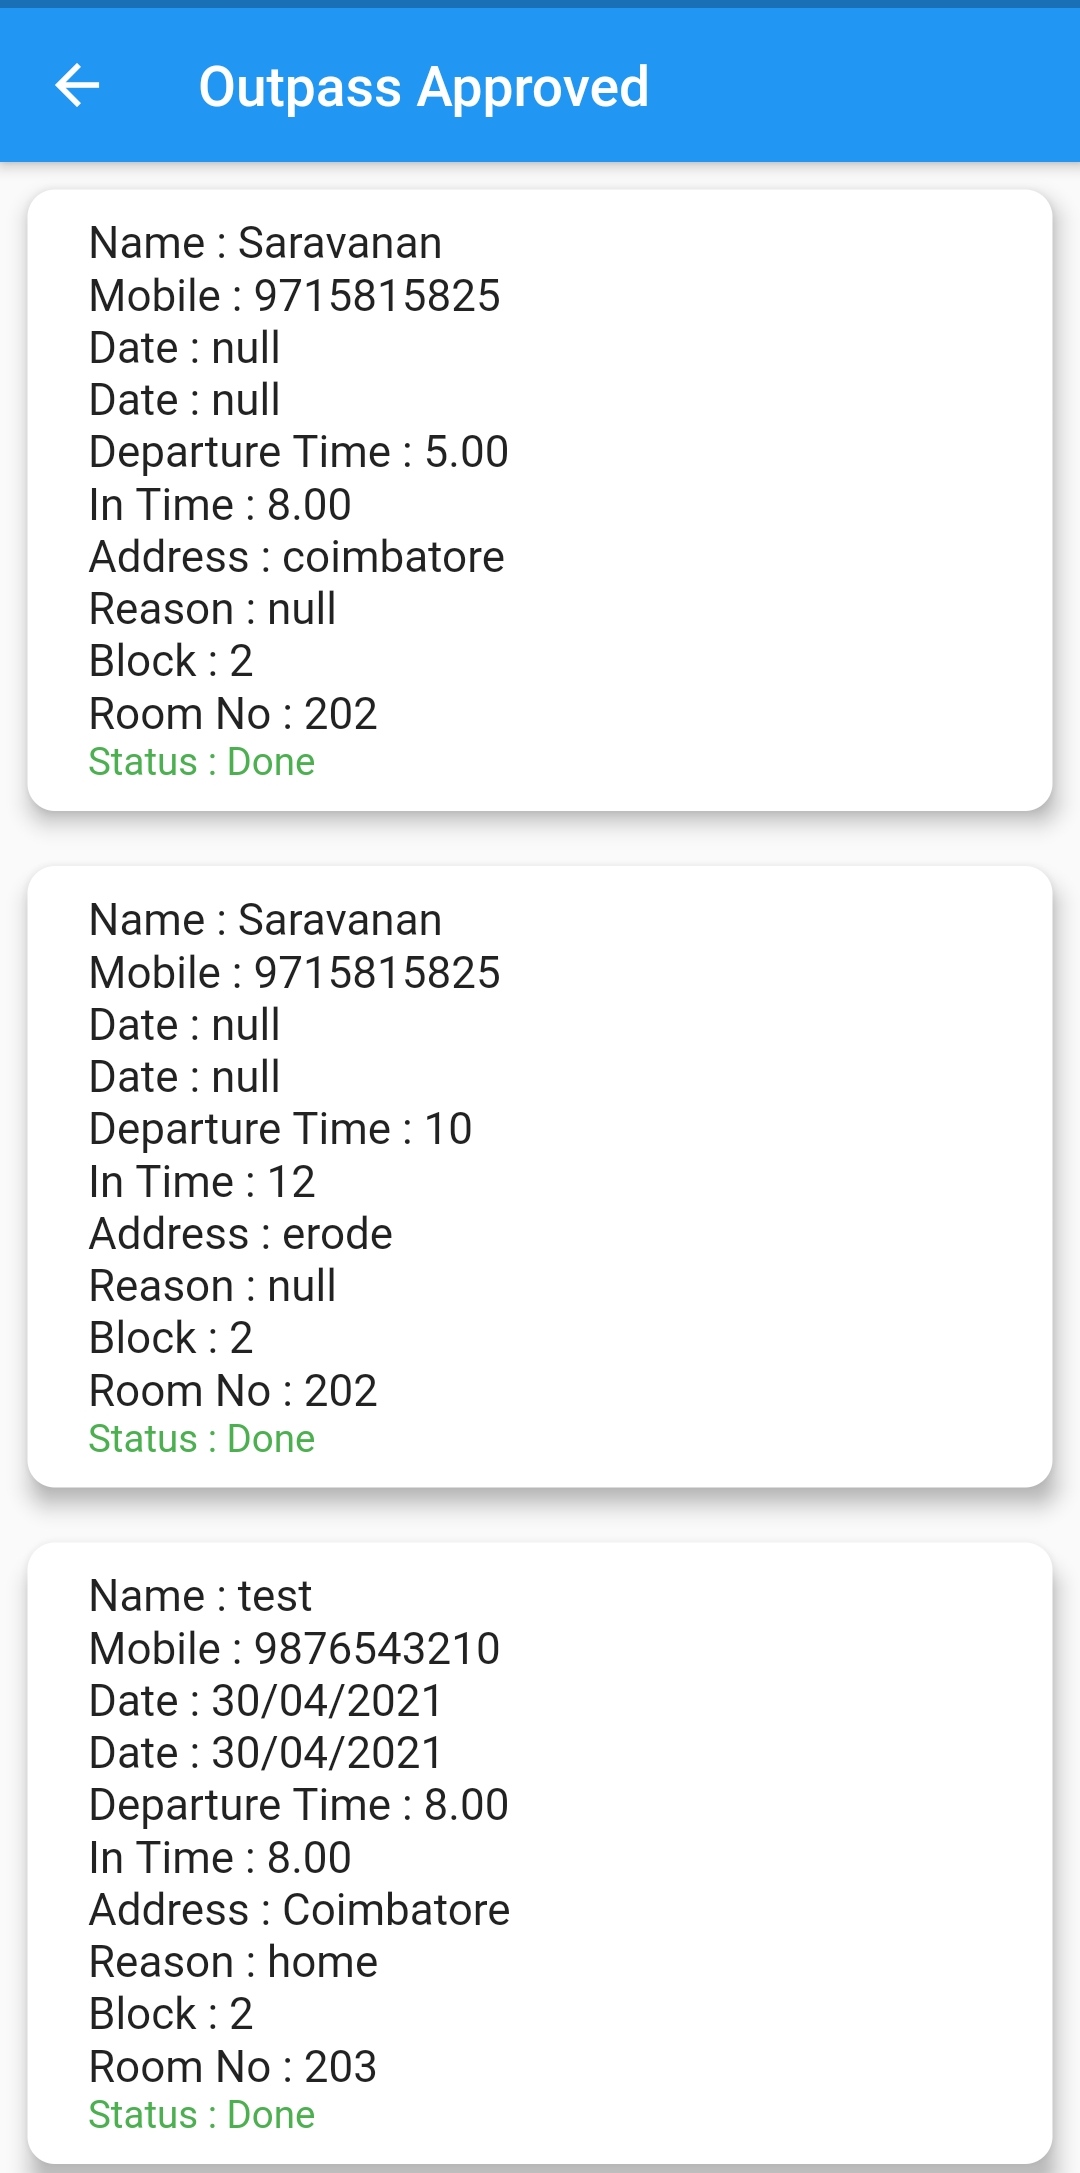 Outpass Approved
Name : Saravanan
Mobile : 9715815825
Date : null
Date : null
Departure Time : 5.00
In Time : 8.00
Address : coimbatore
Reason : null
Block : 2
Room No : 202
Status : Done
Name : Saravanan
Mobile : 9715815825
Date : null
Date : null
Departure Time : 10
In Time : 12
Address : erode
Reason : null
Block : 2
Room No : 202
Status : Done
Name : test
Mobile : 9876543210
Date : 30/04/2021
Date : 30/04/2021
Departure Time : 8.00
In Time : 8.00
Address : Coimbatore
Reason : home
Block : 2
Room No : 203
Status : Done